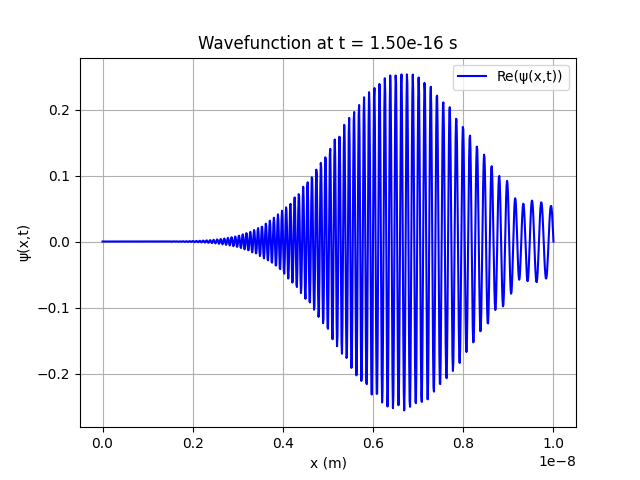 Wavefunction at t = 1.50e-16 s
Re(ψ(x,t))
ψ(x,t)
0.2
0.1
0.0
−0.1
−0.2
0.0 0.2 0.4 0.6 0.8 1.0
1e−8
x (m)